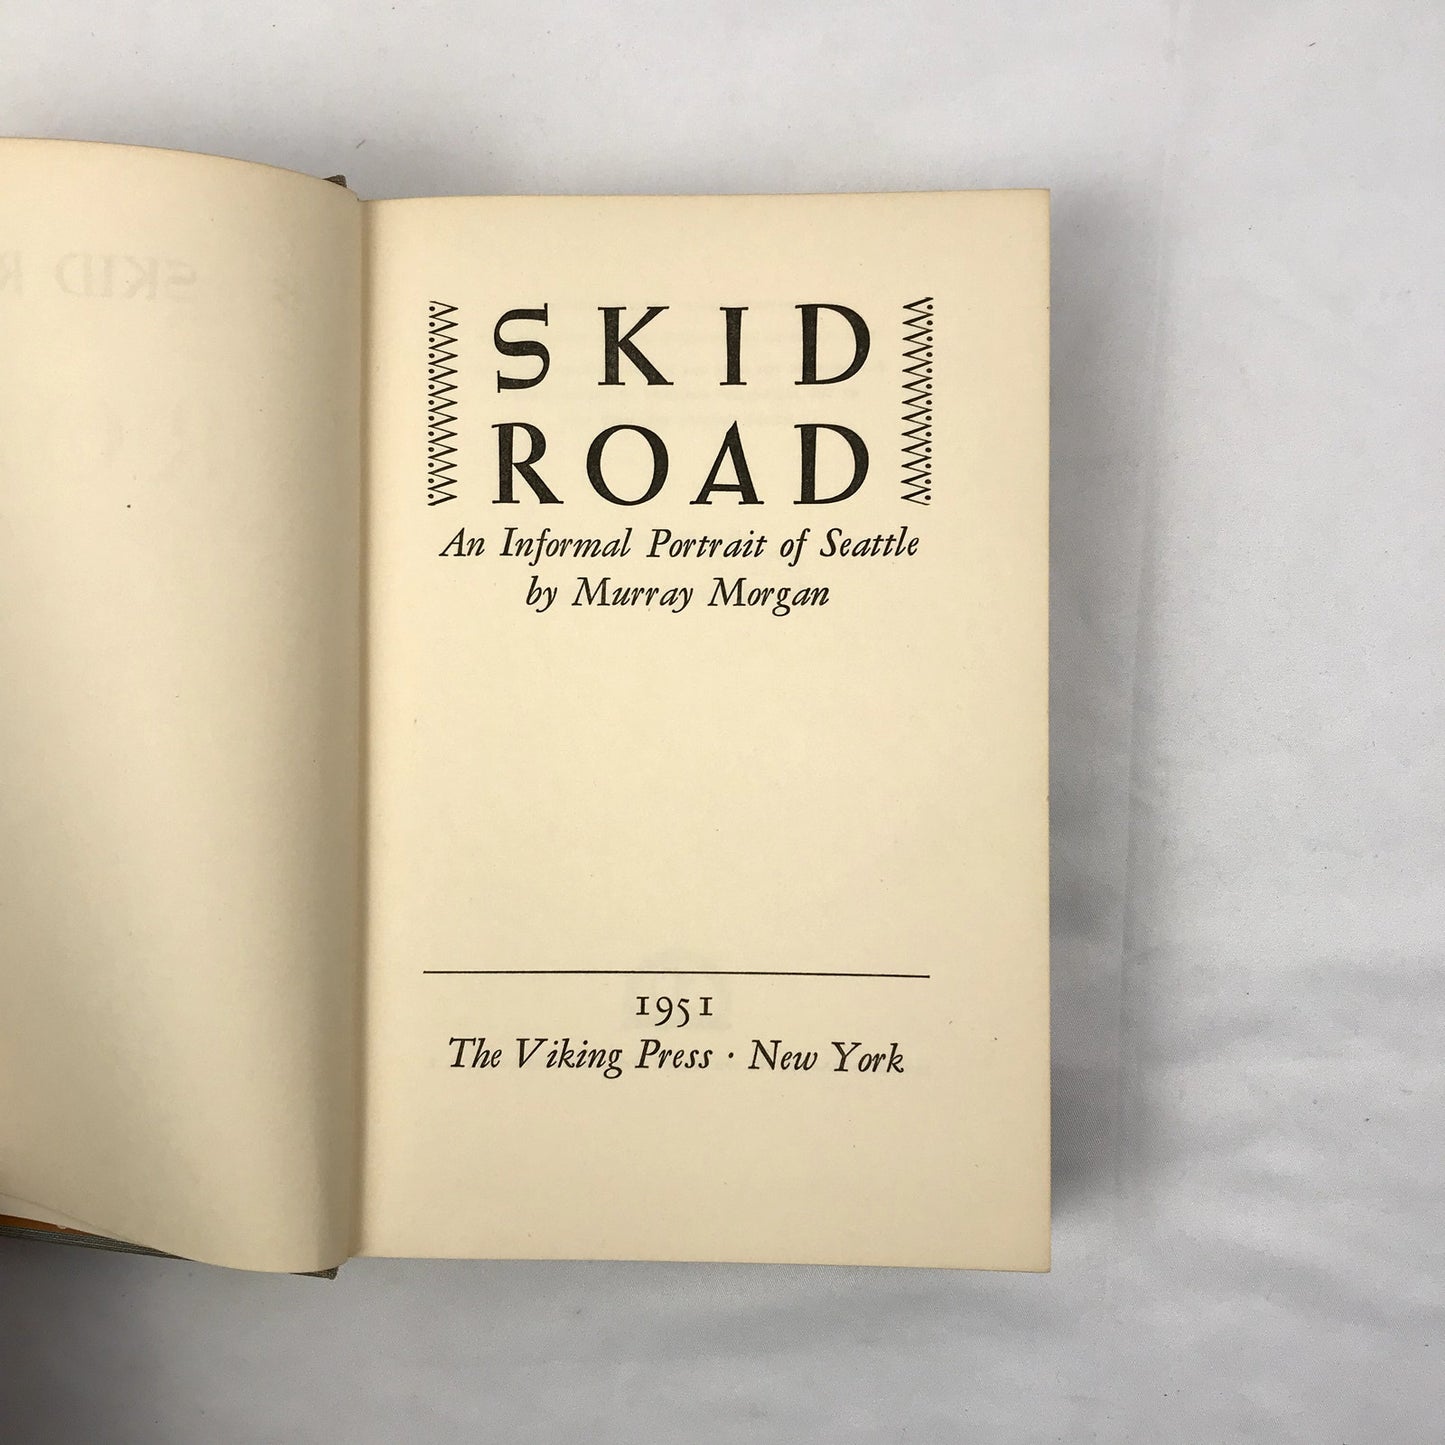 SKID
ROAD
An Informal Portrait of Seattle
by Murray Morgan
1951
The Viking Press · New York